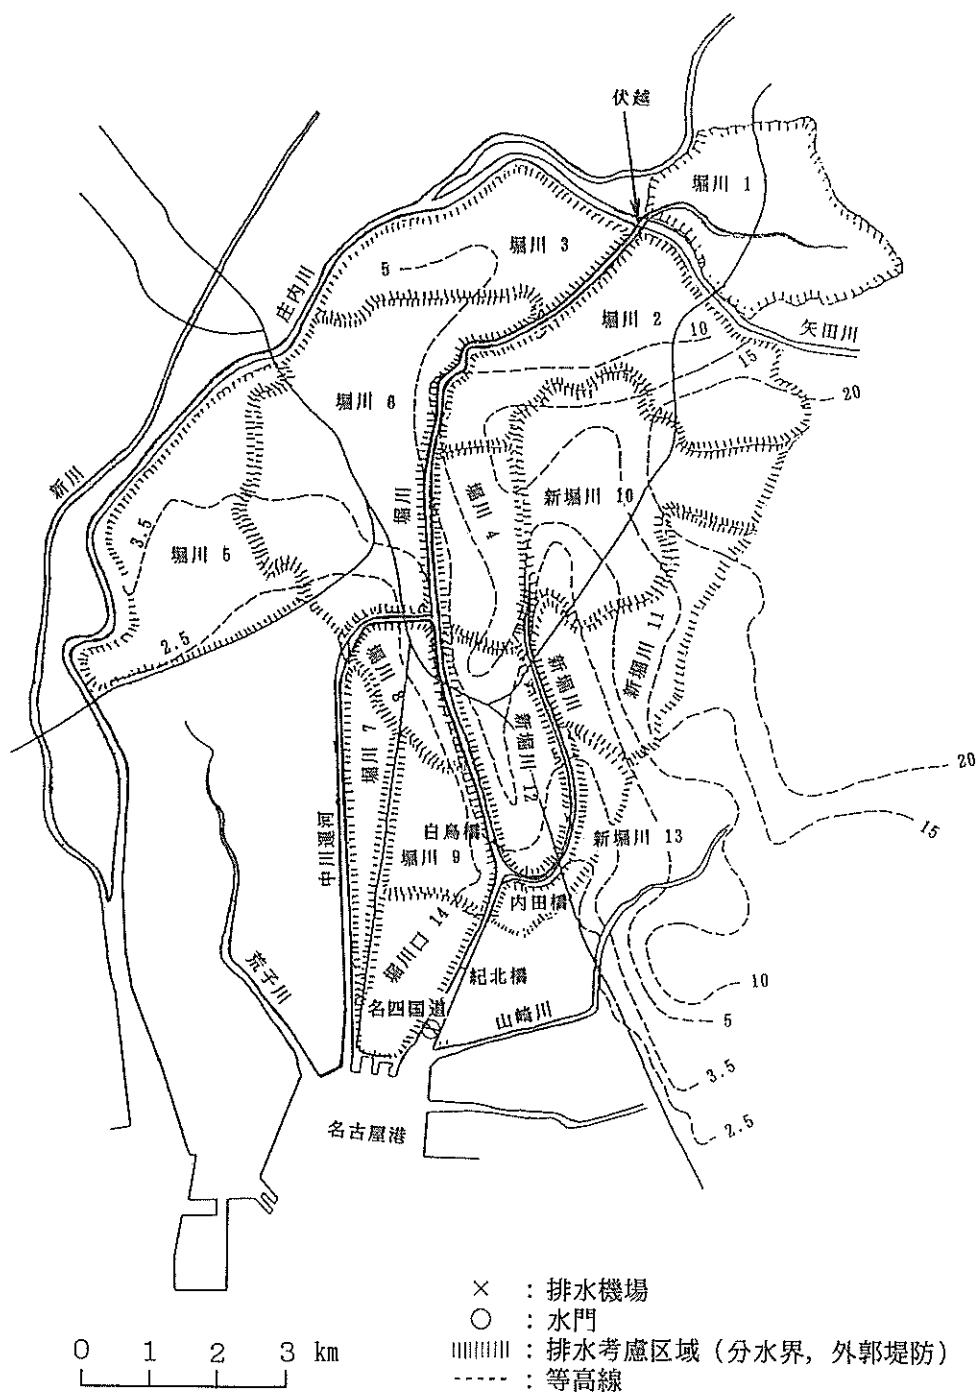 伏越
堀川 1
堀川 3
5
庄内川
堀川 2
10
矢田川
15
20
堀川 6
新川
堀川
堀川 4
新堀川 10
3.5
堀川 5
2.5
新堀川 11
堀川 8
新堀川
堀川 7
新堀川 12
20
15
中川運河
白鳥橋
新堀川 13
堀川 9
内田橋
堀川口 14
荒子川
紀北橋
10
名四国道
山崎川
5
3.5
2.5
名古屋港
× : 排水機場
○ : 水門
: 排水考慮区域 (分水界, 外郭堤防)
: 等高線
0 1 2 3 km